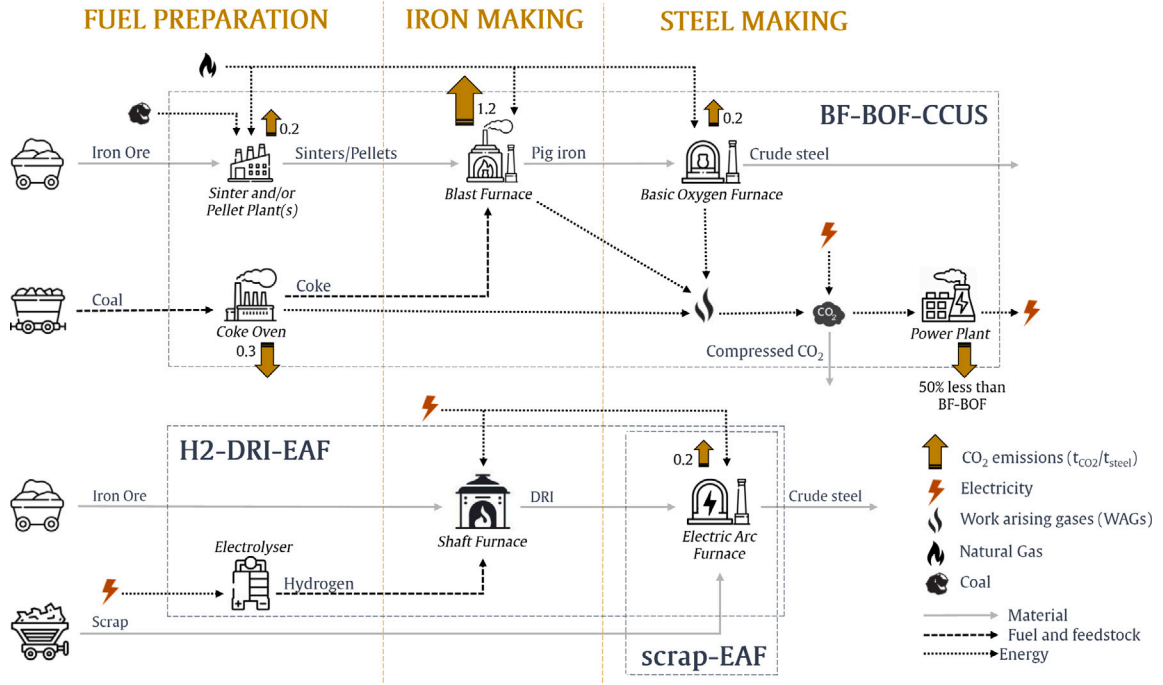 FUEL PREPARATION
IRON MAKING
STEEL MAKING
BF-BOF-CCUS
0.2
1.2
0.2
Iron Ore
Sinters/Pellets
Pig iron
Crude steel
Sinter and/or
Pellet Plant(s)
Blast Furnace
Basic Oxygen Furnace
Coal
Coke
CO2
Coke Oven
Power Plant
0.3
Compressed CO2
50% less than
BF-BOF
H2-DRI-EAF
0.2
Iron Ore
DRI
Crude steel
Shaft Furnace
Electric Arc
Furnace
Electrolyser
Hydrogen
Scrap
scrap-EAF
CO2 emissions (tCO2/tsteel)
Electricity
Work arising gases (WAGs)
Natural Gas
Coal
Material
Fuel and feedstock
Energy